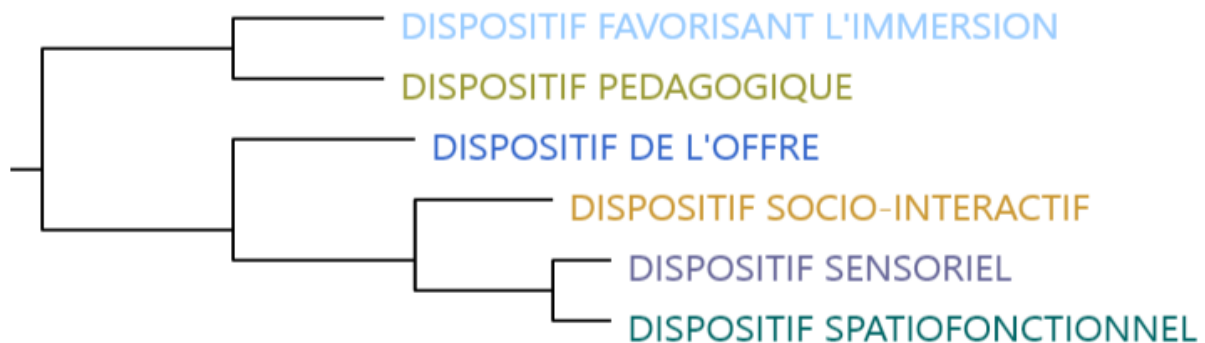 DISPOSITIF FAVORISANT L'IMMERSION
DISPOSITIF PEDAGOGIQUE
DISPOSITIF DE L'OFFRE
DISPOSITIF SOCIO-INTERACTIF
DISPOSITIF SENSORIEL
DISPOSITIF SPATIOFONCTIONNEL